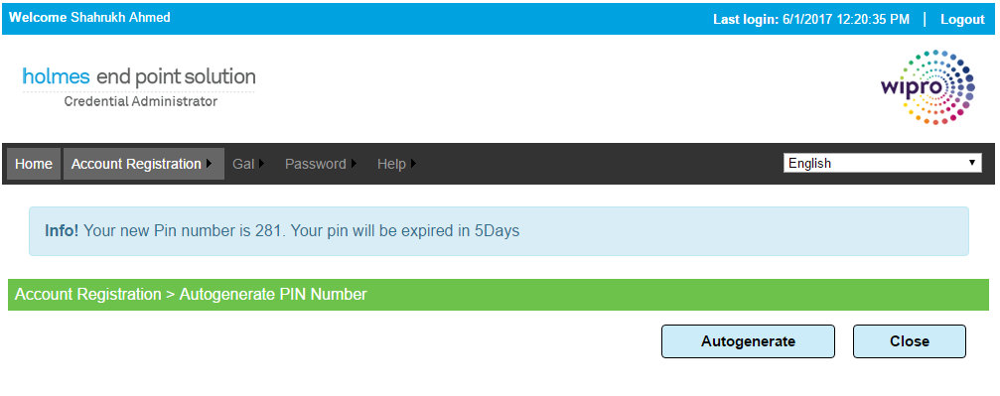 Welcome Shahrukh Ahmed
Last login: 6/1/2017 12:20:35 PM | Logout
holmes end point solution
Credential Administrator
wipro
Home Account Registration Gal Password Help English
Info! Your new Pin number is 281. Your pin will be expired in 5Days
Account Registration > Autogenerate PIN Number
Autogenerate Close